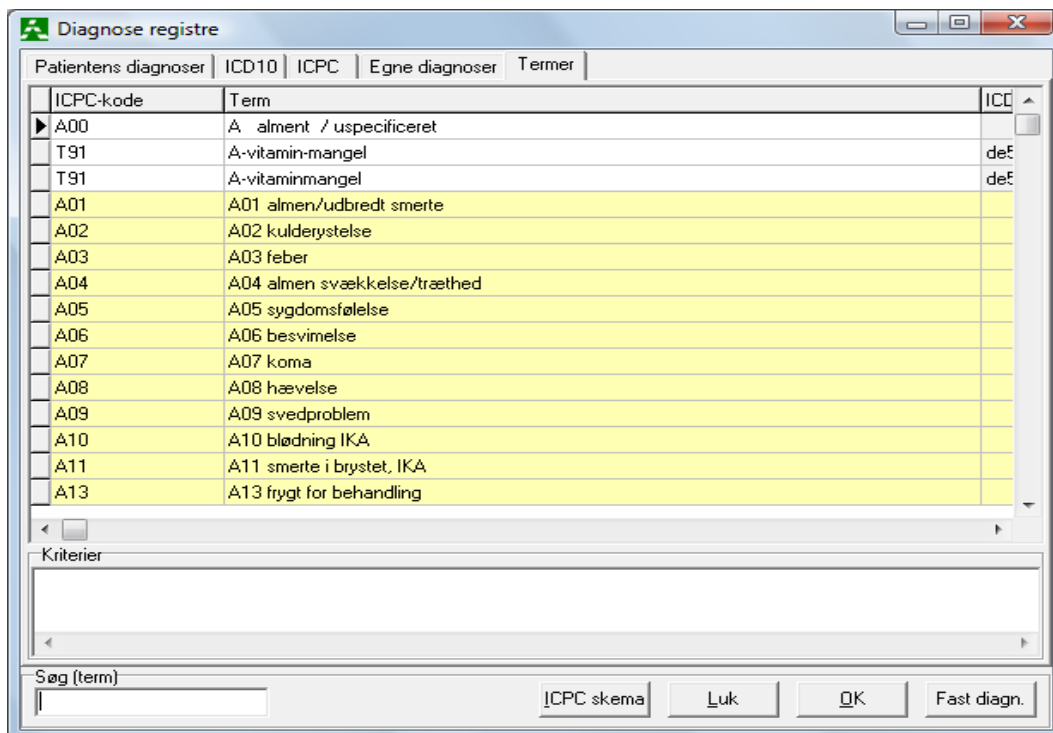 Diagnose registre
Patientens diagnoser ICD10 ICPC Egne diagnoser Termer
ICPC-kode Term ICD
A00 A alment / uspecificeret
T91 A-vitamin-mangel de5
T91 A-vitaminmangel de5
A01 A01 almen/udbredt smerte
A02 A02 kulderystelse
A03 A03 feber
A04 A04 almen svækkelse/træthed
A05 A05 sygdomsfølelse
A06 A06 besvimelse
A07 A07 koma
A08 A08 hævelse
A09 A09 svedproblem
A10 A10 blødning IKA
A11 A11 smerte i brystet, IKA
A13 A13 frygt for behandling
Kriterier
Søg (term)
ICPC skema Luk OK Fast diagn.